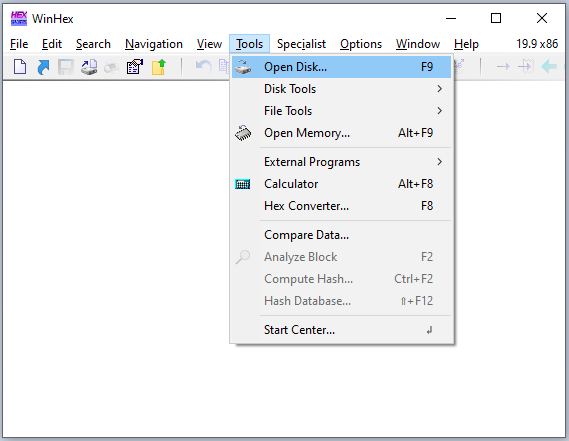 WinHex
File Edit Search Navigation View Tools Specialist Options Window Help 19.9 x86
Open Disk... F9
Disk Tools
File Tools
Open Memory... Alt+F9
External Programs
Calculator Alt+F8
Hex Converter... F8
Compare Data...
Analyze Block F2
Compute Hash... Ctrl+F2
Hash Database... ⇧+F12
Start Center... ↲